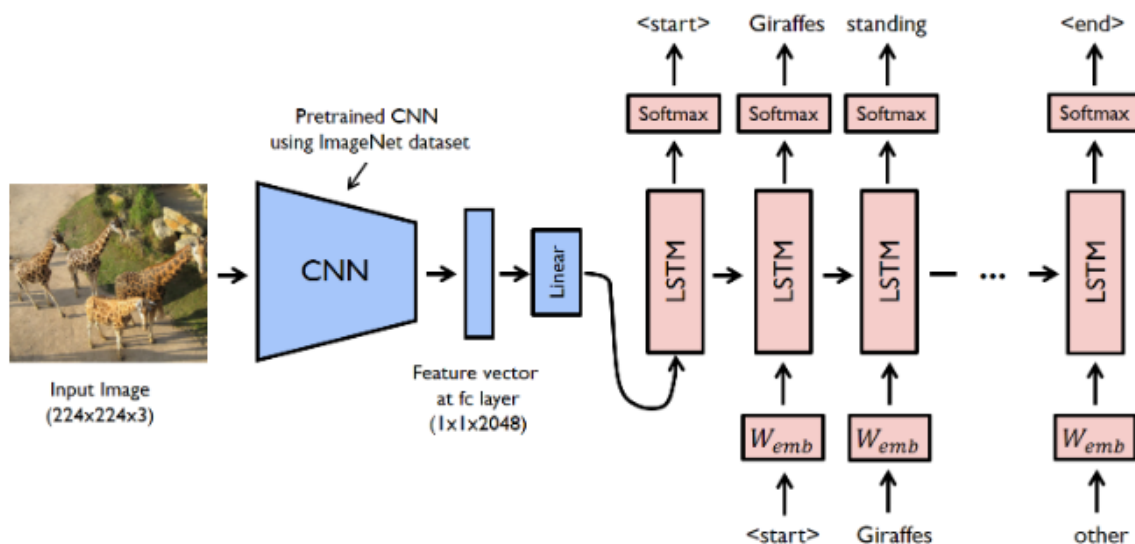 <start>
Giraffes
standing
<end>
Softmax
Softmax
Softmax
Softmax
Pretrained CNN
using ImageNet dataset
CNN
Linear
LSTM
LSTM
LSTM
...
LSTM
Input Image
(224x224x3)
Feature vector
at fc layer
(1x1x2048)
W_emb
W_emb
W_emb
<start>
Giraffes
other